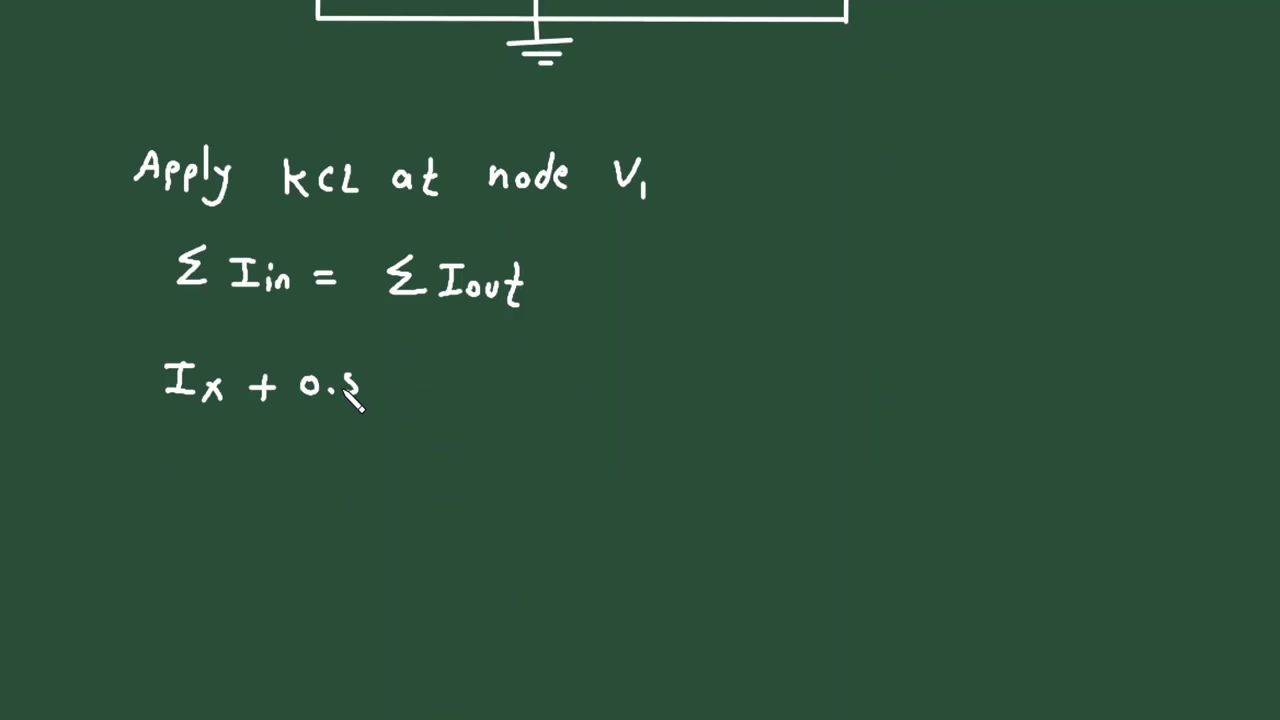 Apply KCL at node V₁
Σ Iin = Σ Iout
Ix + 0.5